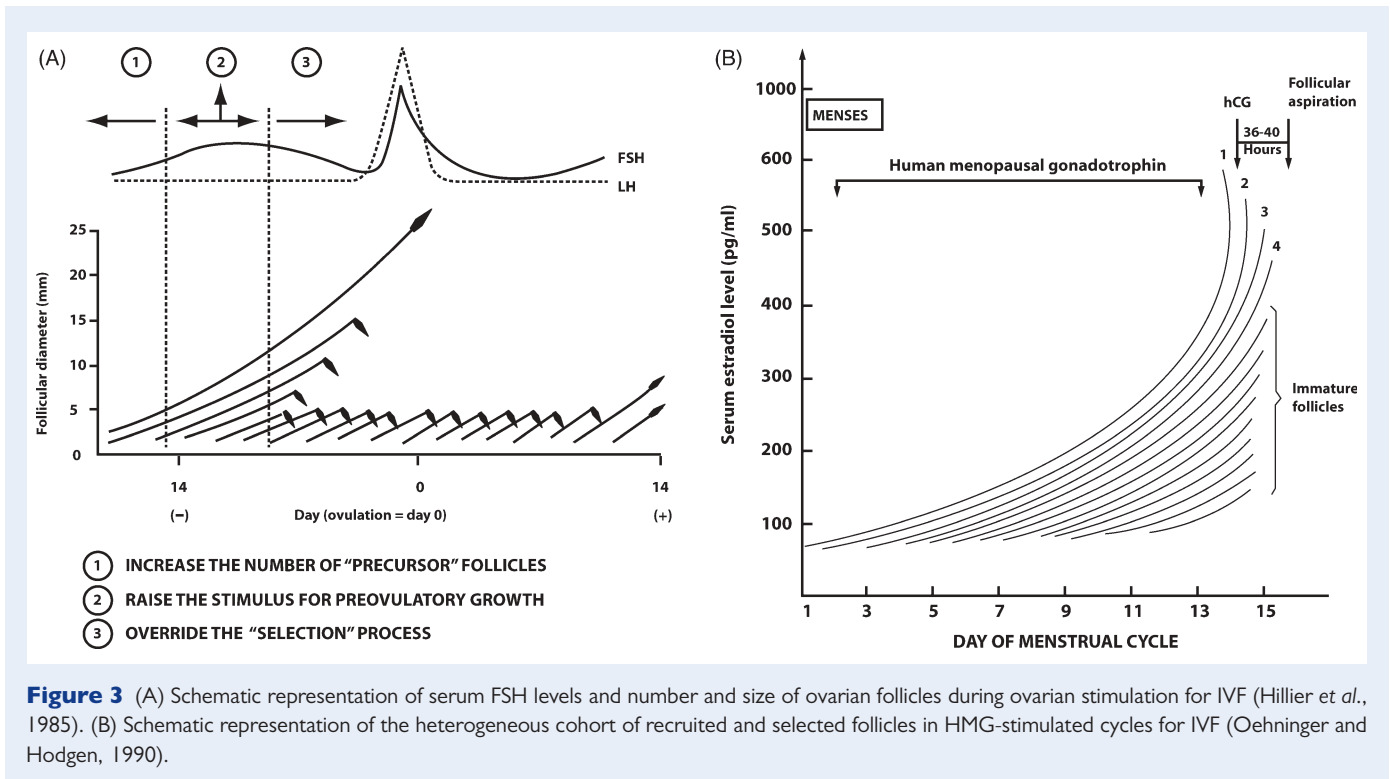 (A)
1 2 3
FSH
LH
25
20
15
10
5
0
Follicular diameter (mm)
14 0 14
(−) Day (ovulation = day 0) (+)
1 INCREASE THE NUMBER OF “PRECURSOR” FOLLICLES
2 RAISE THE STIMULUS FOR PREOVULATORY GROWTH
3 OVERRIDE THE “SELECTION” PROCESS
(B)
1000
600
500
400
300
200
100
Serum estradiol level (pg/ml)
MENSES
Human menopausal gonadotrophin
hCG
Follicular
aspiration
36-40
Hours
1
2
3
4
Immature
follicles
1 3 5 7 9 11 13 15
DAY OF MENSTRUAL CYCLE
Figure 3 (A) Schematic representation of serum FSH levels and number and size of ovarian follicles during ovarian stimulation for IVF (Hillier et al.,
1985). (B) Schematic representation of the heterogeneous cohort of recruited and selected follicles in HMG-stimulated cycles for IVF (Oehninger and
Hodgen, 1990).